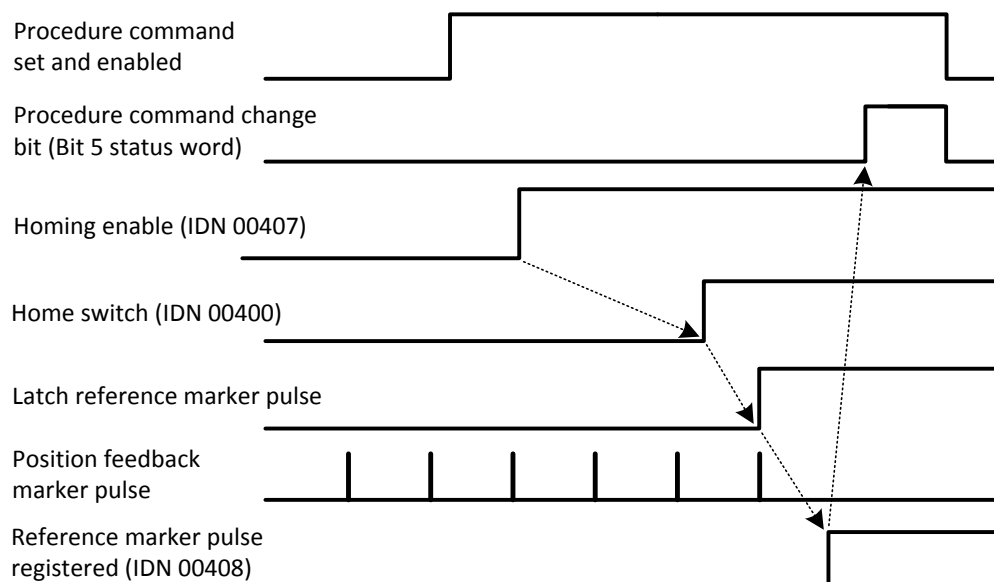 Procedure command
set and enabled
Procedure command change
bit (Bit 5 status word)
Homing enable (IDN 00407)
Home switch (IDN 00400)
Latch reference marker pulse
Position feedback
marker pulse
Reference marker pulse
registered (IDN 00408)